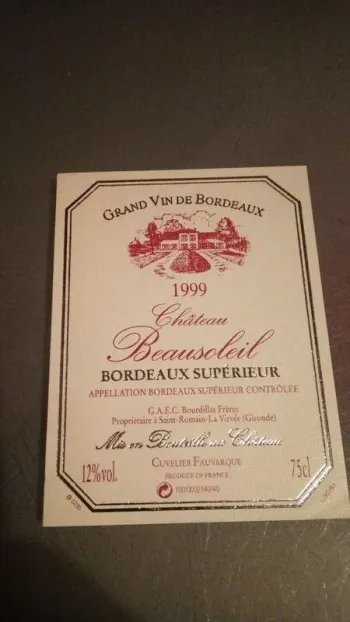 GRAND VIN DE BORDEAUX
1999
Château
Beausoleil
BORDEAUX SUPÉRIEUR
APPELLATION BORDEAUX SUPÉRIEUR CONTRÔLÉE
G.A.E.C. Bourdillas Frères
Propriétaire à Saint-Romain-La Virvée (Gironde)
Mis en Bouteille au Château
12%vol.
CUVELIER FAUVARQUE
75cl
PRODUCE OF FRANCE